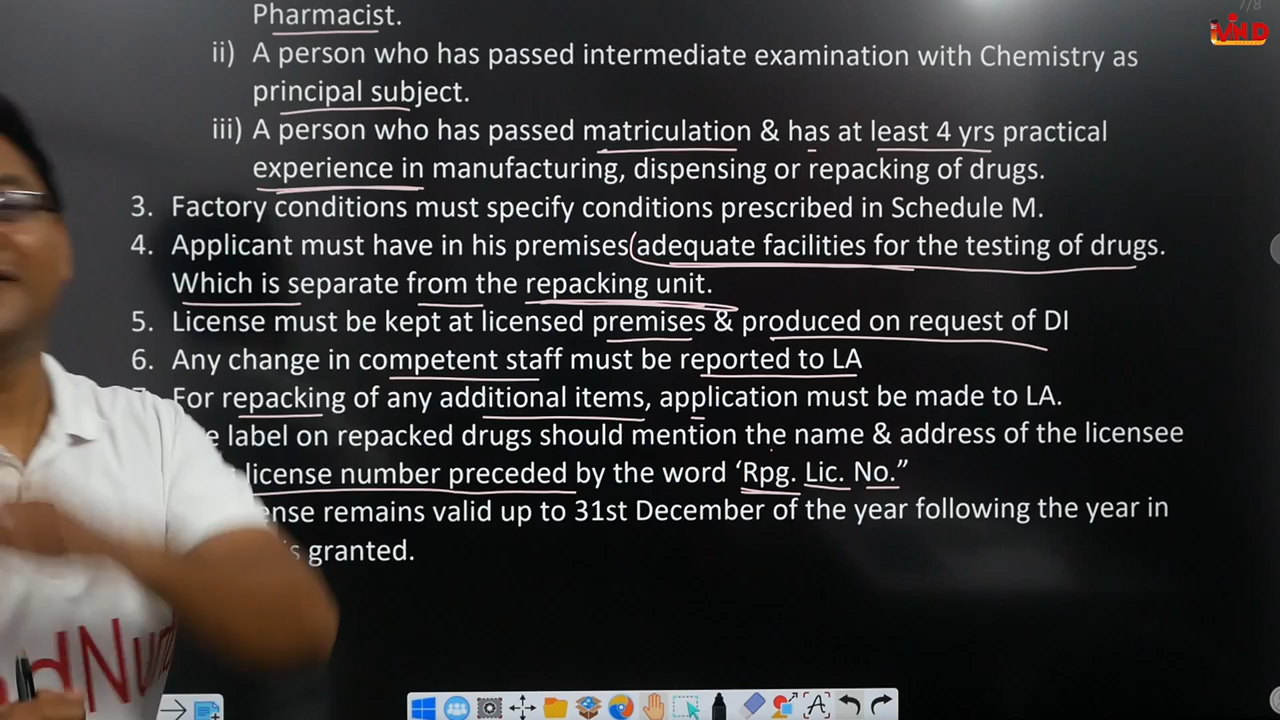 7/8
Pharmacist.
MIND
ii) A person who has passed intermediate examination with Chemistry as
principal subject.
iii) A person who has passed matriculation & has at least 4 yrs practical
experience in manufacturing, dispensing or repacking of drugs.
3. Factory conditions must specify conditions prescribed in Schedule M.
4. Applicant must have in his premises adequate facilities for the testing of drugs.
Which is separate from the repacking unit.
5. License must be kept at licensed premises & produced on request of DI
6. Any change in competent staff must be reported to LA
For repacking of any additional items, application must be made to LA.
label on repacked drugs should mention the name & address of the licensee
license number preceded by the word ‘Rpg. Lic. No.”
remains valid up to 31st December of the year following the year in
granted.